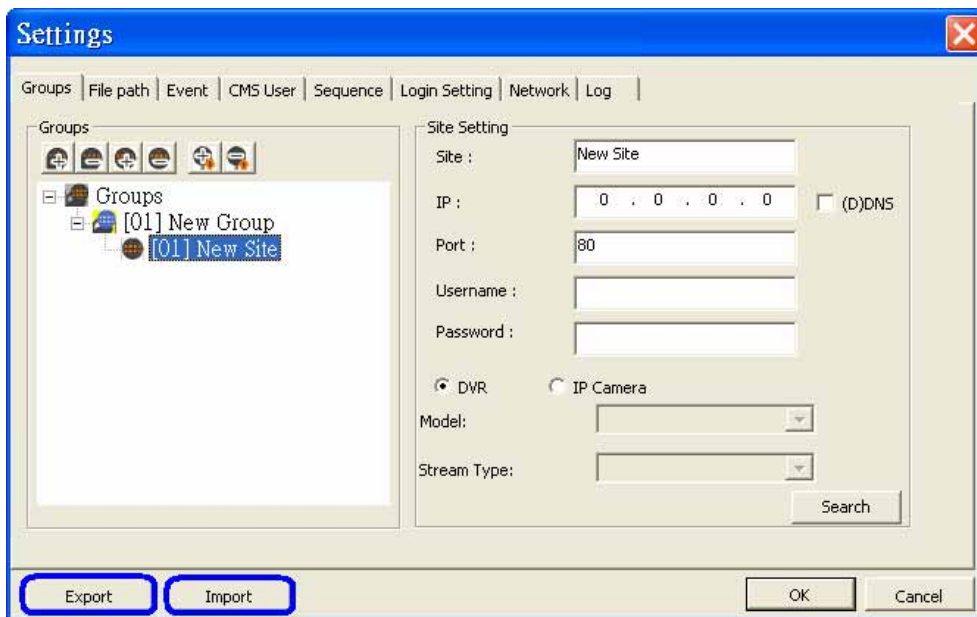 Settings
Groups File path Event CMS User Sequence Login Setting Network Log
Groups
Groups
[01] New Group
[01] New Site
Site Setting
Site : New Site
IP : 0 . 0 . 0 . 0 (D)DNS
Port : 80
Username :
Password :
DVR IP Camera
Model:
Stream Type:
Search
Export Import OK Cancel